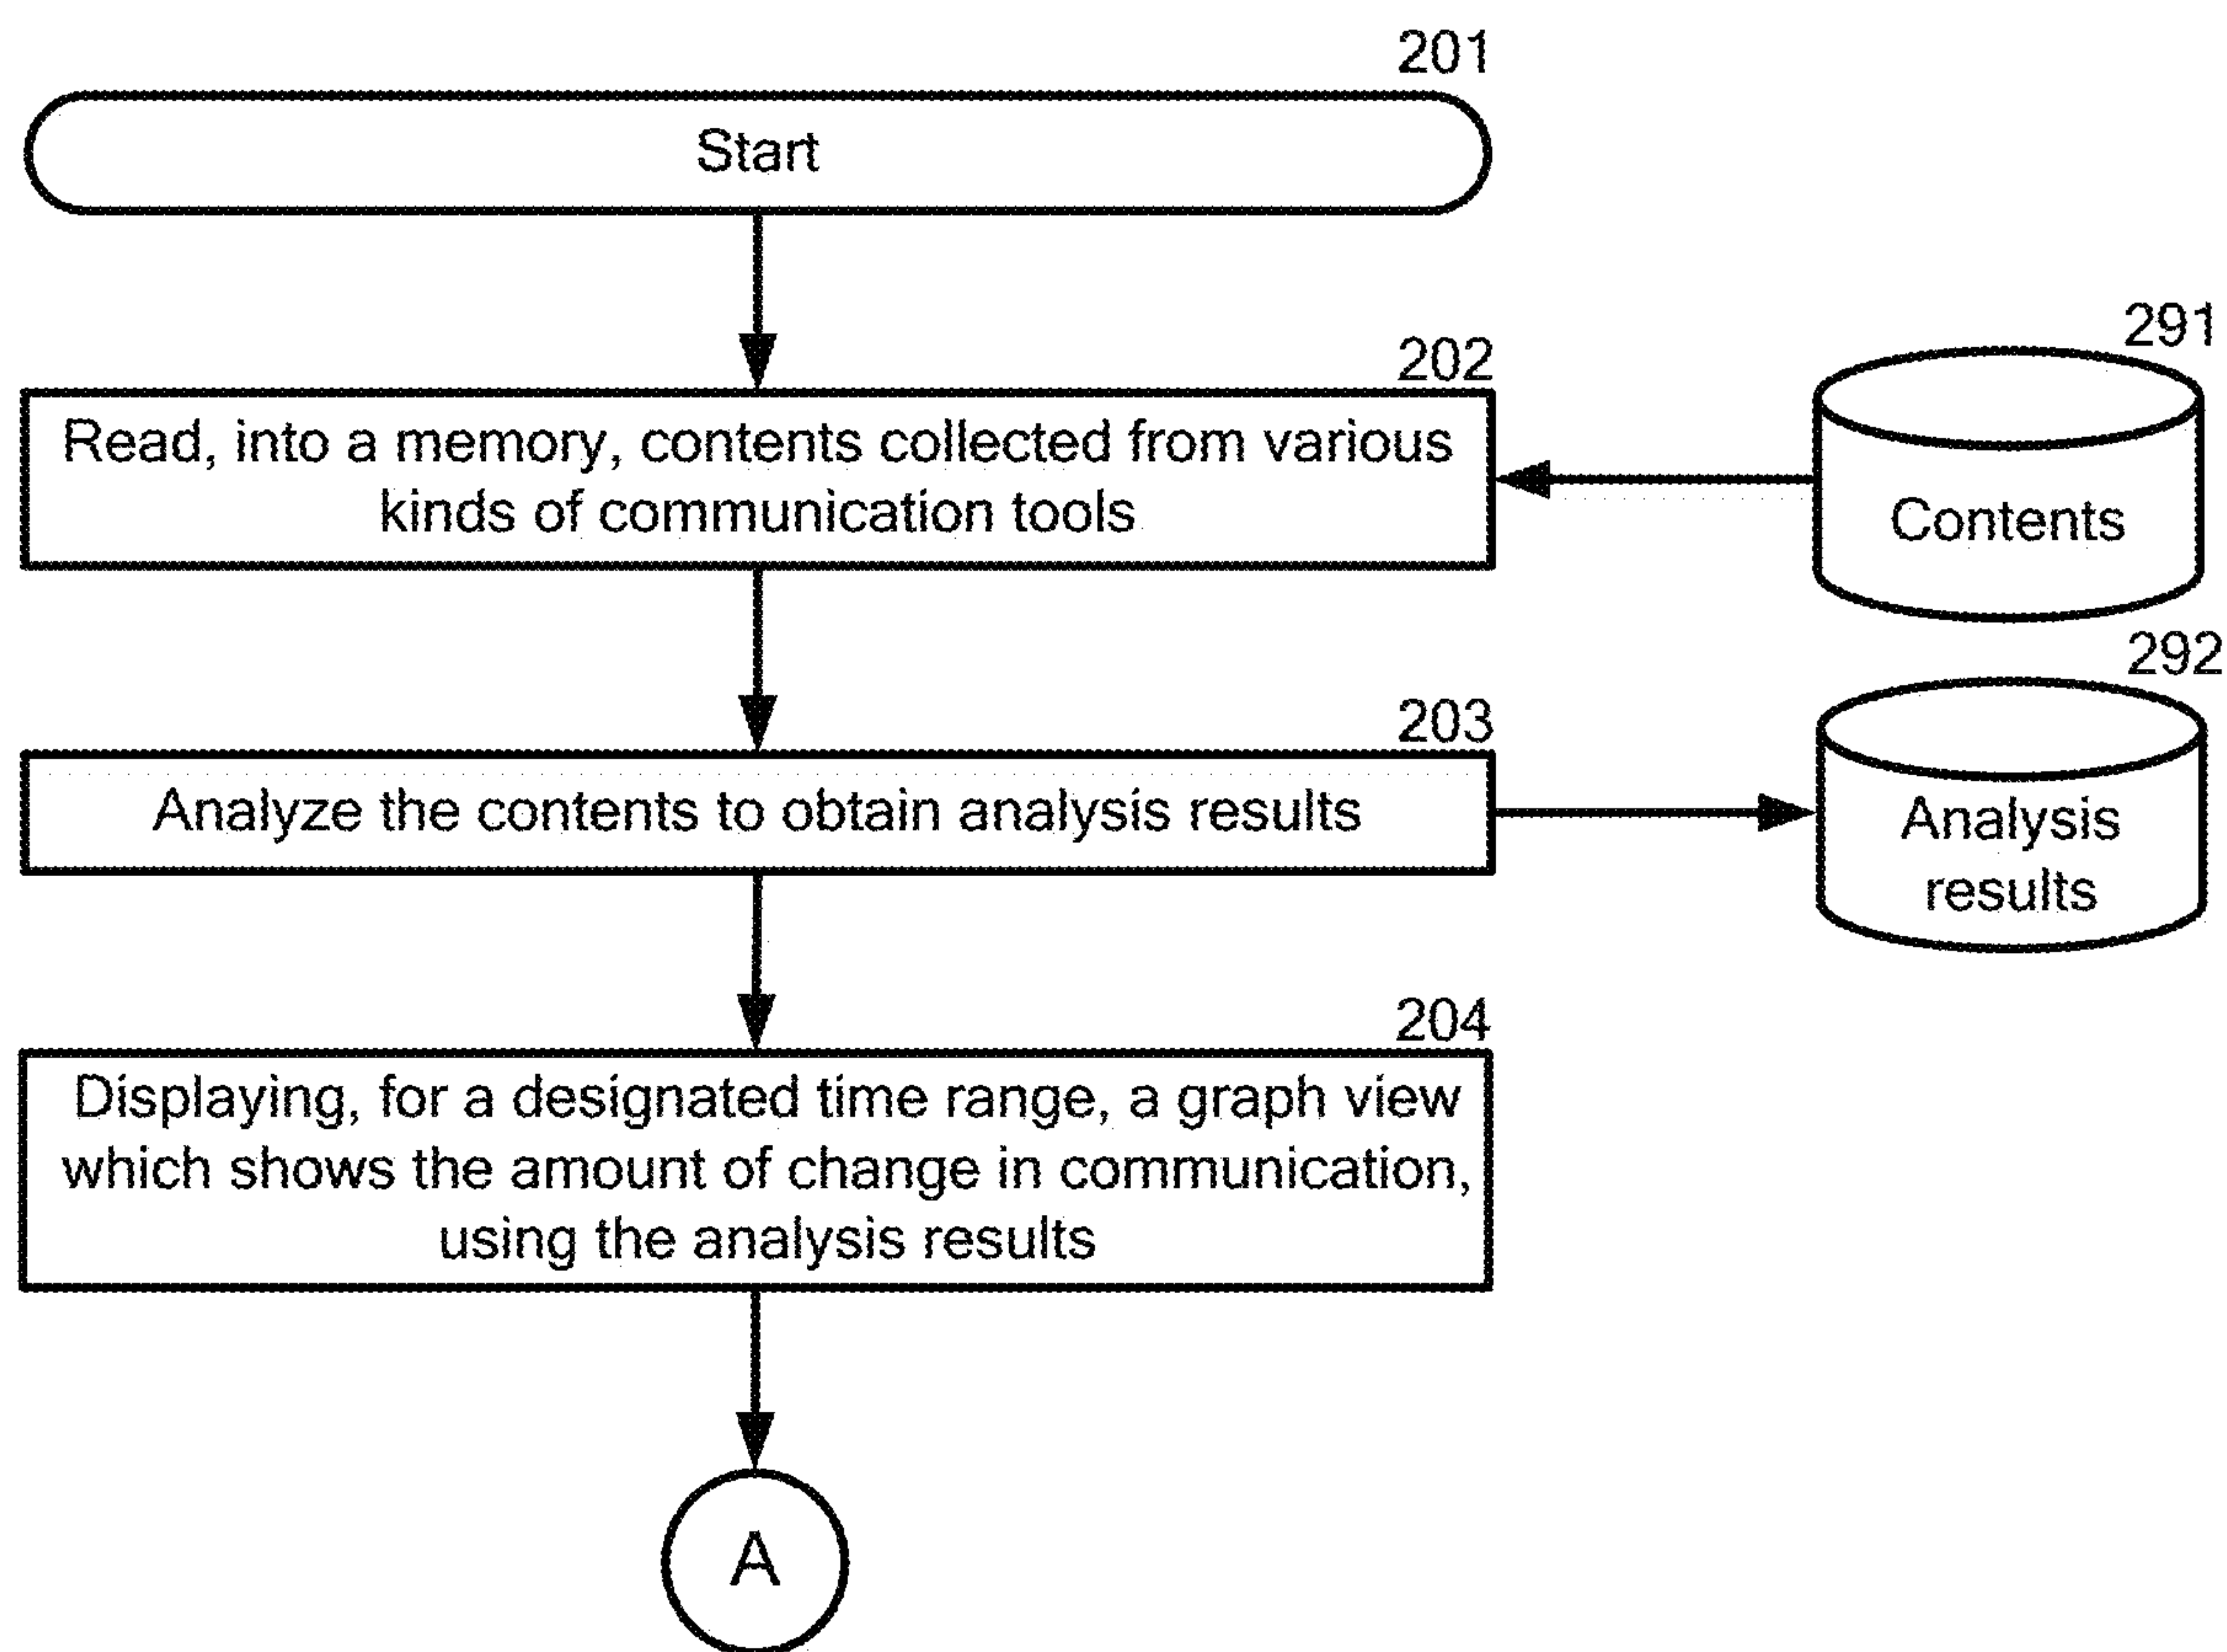 201
Start
202
Read, into a memory, contents collected from various
kinds of communication tools
291
Contents
203
Analyze the contents to obtain analysis results
292
Analysis
results
204
Displaying, for a designated time range, a graph view
which shows the amount of change in communication,
using the analysis results
A